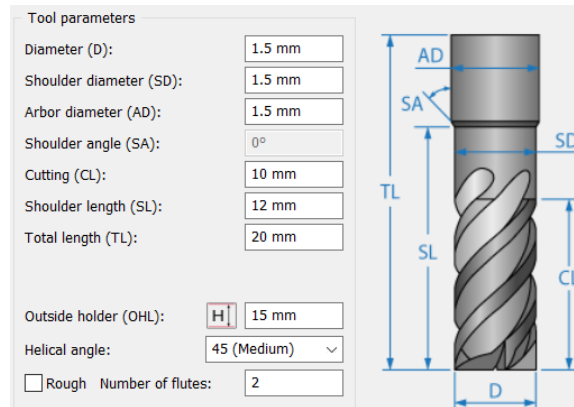 Tool parameters
Diameter (D): 1.5 mm
Shoulder diameter (SD): 1.5 mm
Arbor diameter (AD): 1.5 mm
Shoulder angle (SA): 0°
Cutting (CL): 10 mm
Shoulder length (SL): 12 mm
Total length (TL): 20 mm
Outside holder (OHL): H 15 mm
Helical angle: 45 (Medium)
Rough Number of flutes: 2
AD
SA
SD
TL
SL
CL
D